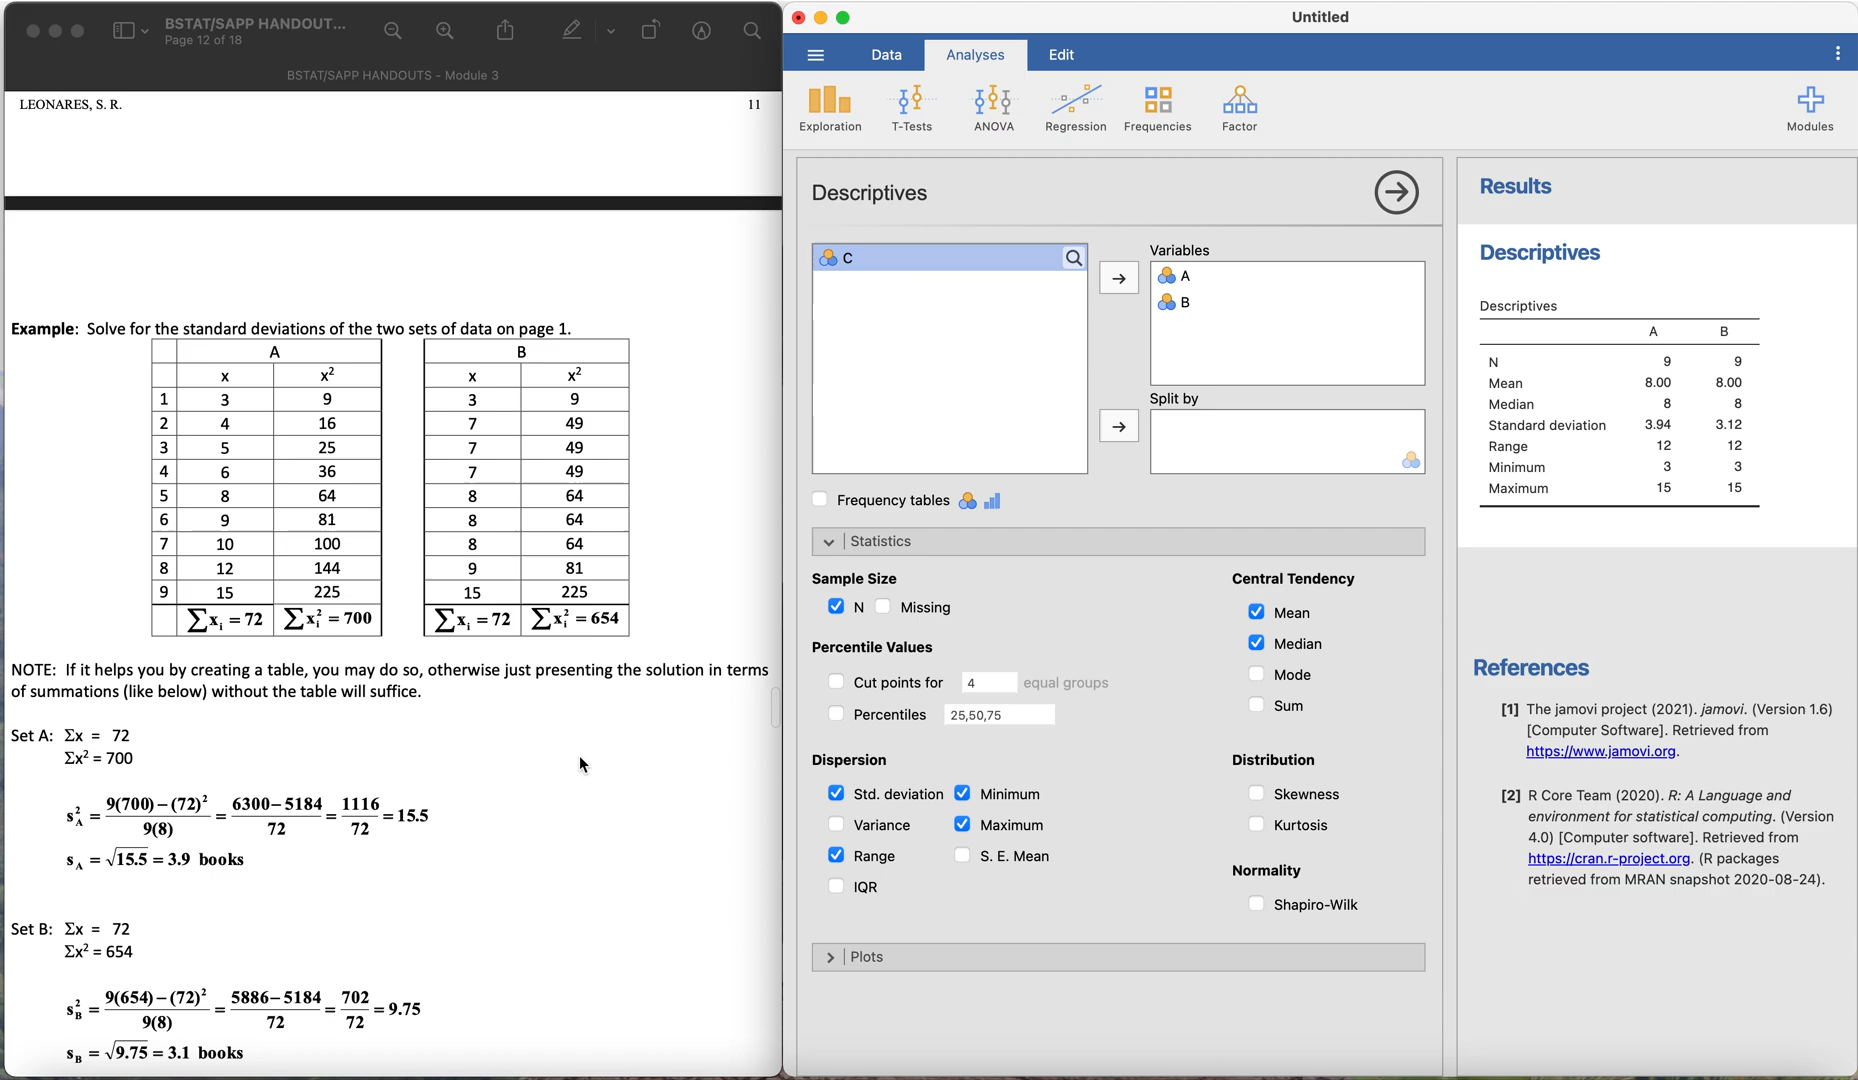 BSTAT/SAPP HANDOUT...
Page 12 of 18
BSTAT/SAPP HANDOUTS - Module 3
LEONARES, S. R. 11
Example: Solve for the standard deviations of the two sets of data on page 1.
A B
x x² x x²
1 3 9 3 9
2 4 16 7 49
3 5 25 7 49
4 6 36 7 49
5 8 64 8 64
6 9 81 8 64
7 10 100 8 64
8 12 144 9 81
9 15 225 15 225
∑xᵢ = 72 ∑xᵢ² = 700 ∑xᵢ = 72 ∑xᵢ² = 654
NOTE: If it helps you by creating a table, you may do so, otherwise just presenting the solution in terms
of summations (like below) without the table will suffice.
Set A: Σx = 72
Σx² = 700
s²_A = 9(700) – (72)² / 9(8) = 6300 – 5184 / 72 = 1116 / 72 = 15.5
s_A = √15.5 = 3.9 books
Set B: Σx = 72
Σx² = 654
s²_B = 9(654) – (72)² / 9(8) = 5886 – 5184 / 72 = 702 / 72 = 9.75
s_B = √9.75 = 3.1 books
Untitled
Data Analyses Edit
Exploration T-Tests ANOVA Regression Frequencies Factor Modules
Descriptives
C
Variables
A
B
Split by
Frequency tables
Statistics
Sample Size
N Missing
Percentile Values
Cut points for 4 equal groups
Percentiles 25,50,75
Dispersion
Std. deviation Minimum
Variance Maximum
Range S. E. Mean
IQR
Central Tendency
Mean
Median
Mode
Sum
Distribution
Skewness
Kurtosis
Normality
Shapiro-Wilk
Plots
Results
Descriptives
Descriptives
A B
N 9 9
Mean 8.00 8.00
Median 8 8
Standard deviation 3.94 3.12
Range 12 12
Minimum 3 3
Maximum 15 15
References
[1] The jamovi project (2021). jamovi. (Version 1.6)
[Computer Software]. Retrieved from
https://www.jamovi.org.
[2] R Core Team (2020). R: A Language and
environment for statistical computing. (Version
4.0) [Computer software]. Retrieved from
https://cran.r-project.org. (R packages
retrieved from MRAN snapshot 2020-08-24).